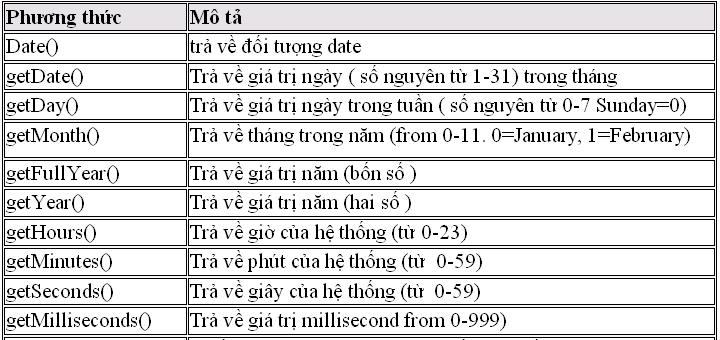 Phương thức Mô tả
Date() trả về đối tượng date
getDate() Trả về giá trị ngày ( số nguyên từ 1-31) trong tháng
getDay() Trả về giá trị ngày trong tuần ( số nguyên từ 0-7 Sunday=0)
getMonth() Trả về tháng trong năm (from 0-11. 0=January, 1=February)
getFullYear() Trả về giá trị năm (bốn số )
getYear() Trả về giá trị năm (hai số )
getHours() Trả về giờ của hệ thống (từ 0-23)
getMinutes() Trả về phút của hệ thống (từ 0-59)
getSeconds() Trả về giây của hệ thống (từ 0-59)
getMilliseconds() Trả về giá trị millisecond from 0-999)